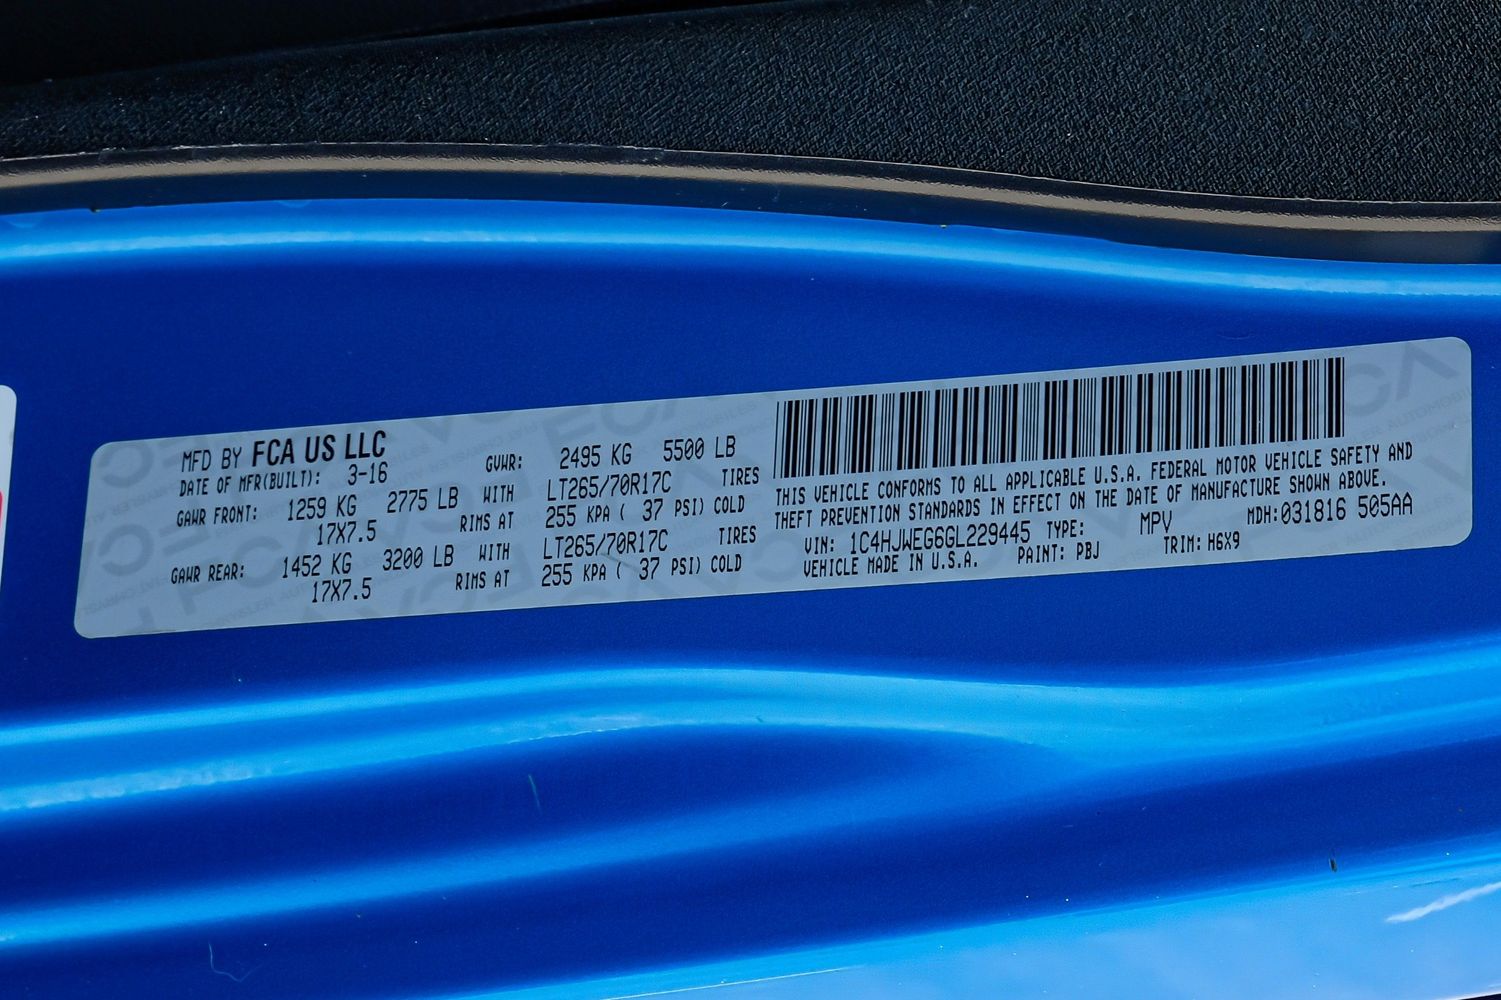 MFD BY FCA US LLC
DATE OF MFR(BUILT): 3-16
GVWR: 2495 KG 5500 LB
GAWR FRONT: 1259 KG 2775 LB WITH LT265/70R17C TIRES
17X7.5 RIMS AT 255 KPA ( 37 PSI) COLD
GAWR REAR: 1452 KG 3200 LB WITH LT265/70R17C TIRES
17X7.5 RIMS AT 255 KPA ( 37 PSI) COLD
THIS VEHICLE CONFORMS TO ALL APPLICABLE U.S.A. FEDERAL MOTOR VEHICLE SAFETY AND
THEFT PREVENTION STANDARDS IN EFFECT ON THE DATE OF MANUFACTURE SHOWN ABOVE.
VIN: 1C4HJWEG6GL229445 TYPE: MPV MDH:031816 505AA
VEHICLE MADE IN U.S.A. PAINT: PBJ TRIM: H6X9